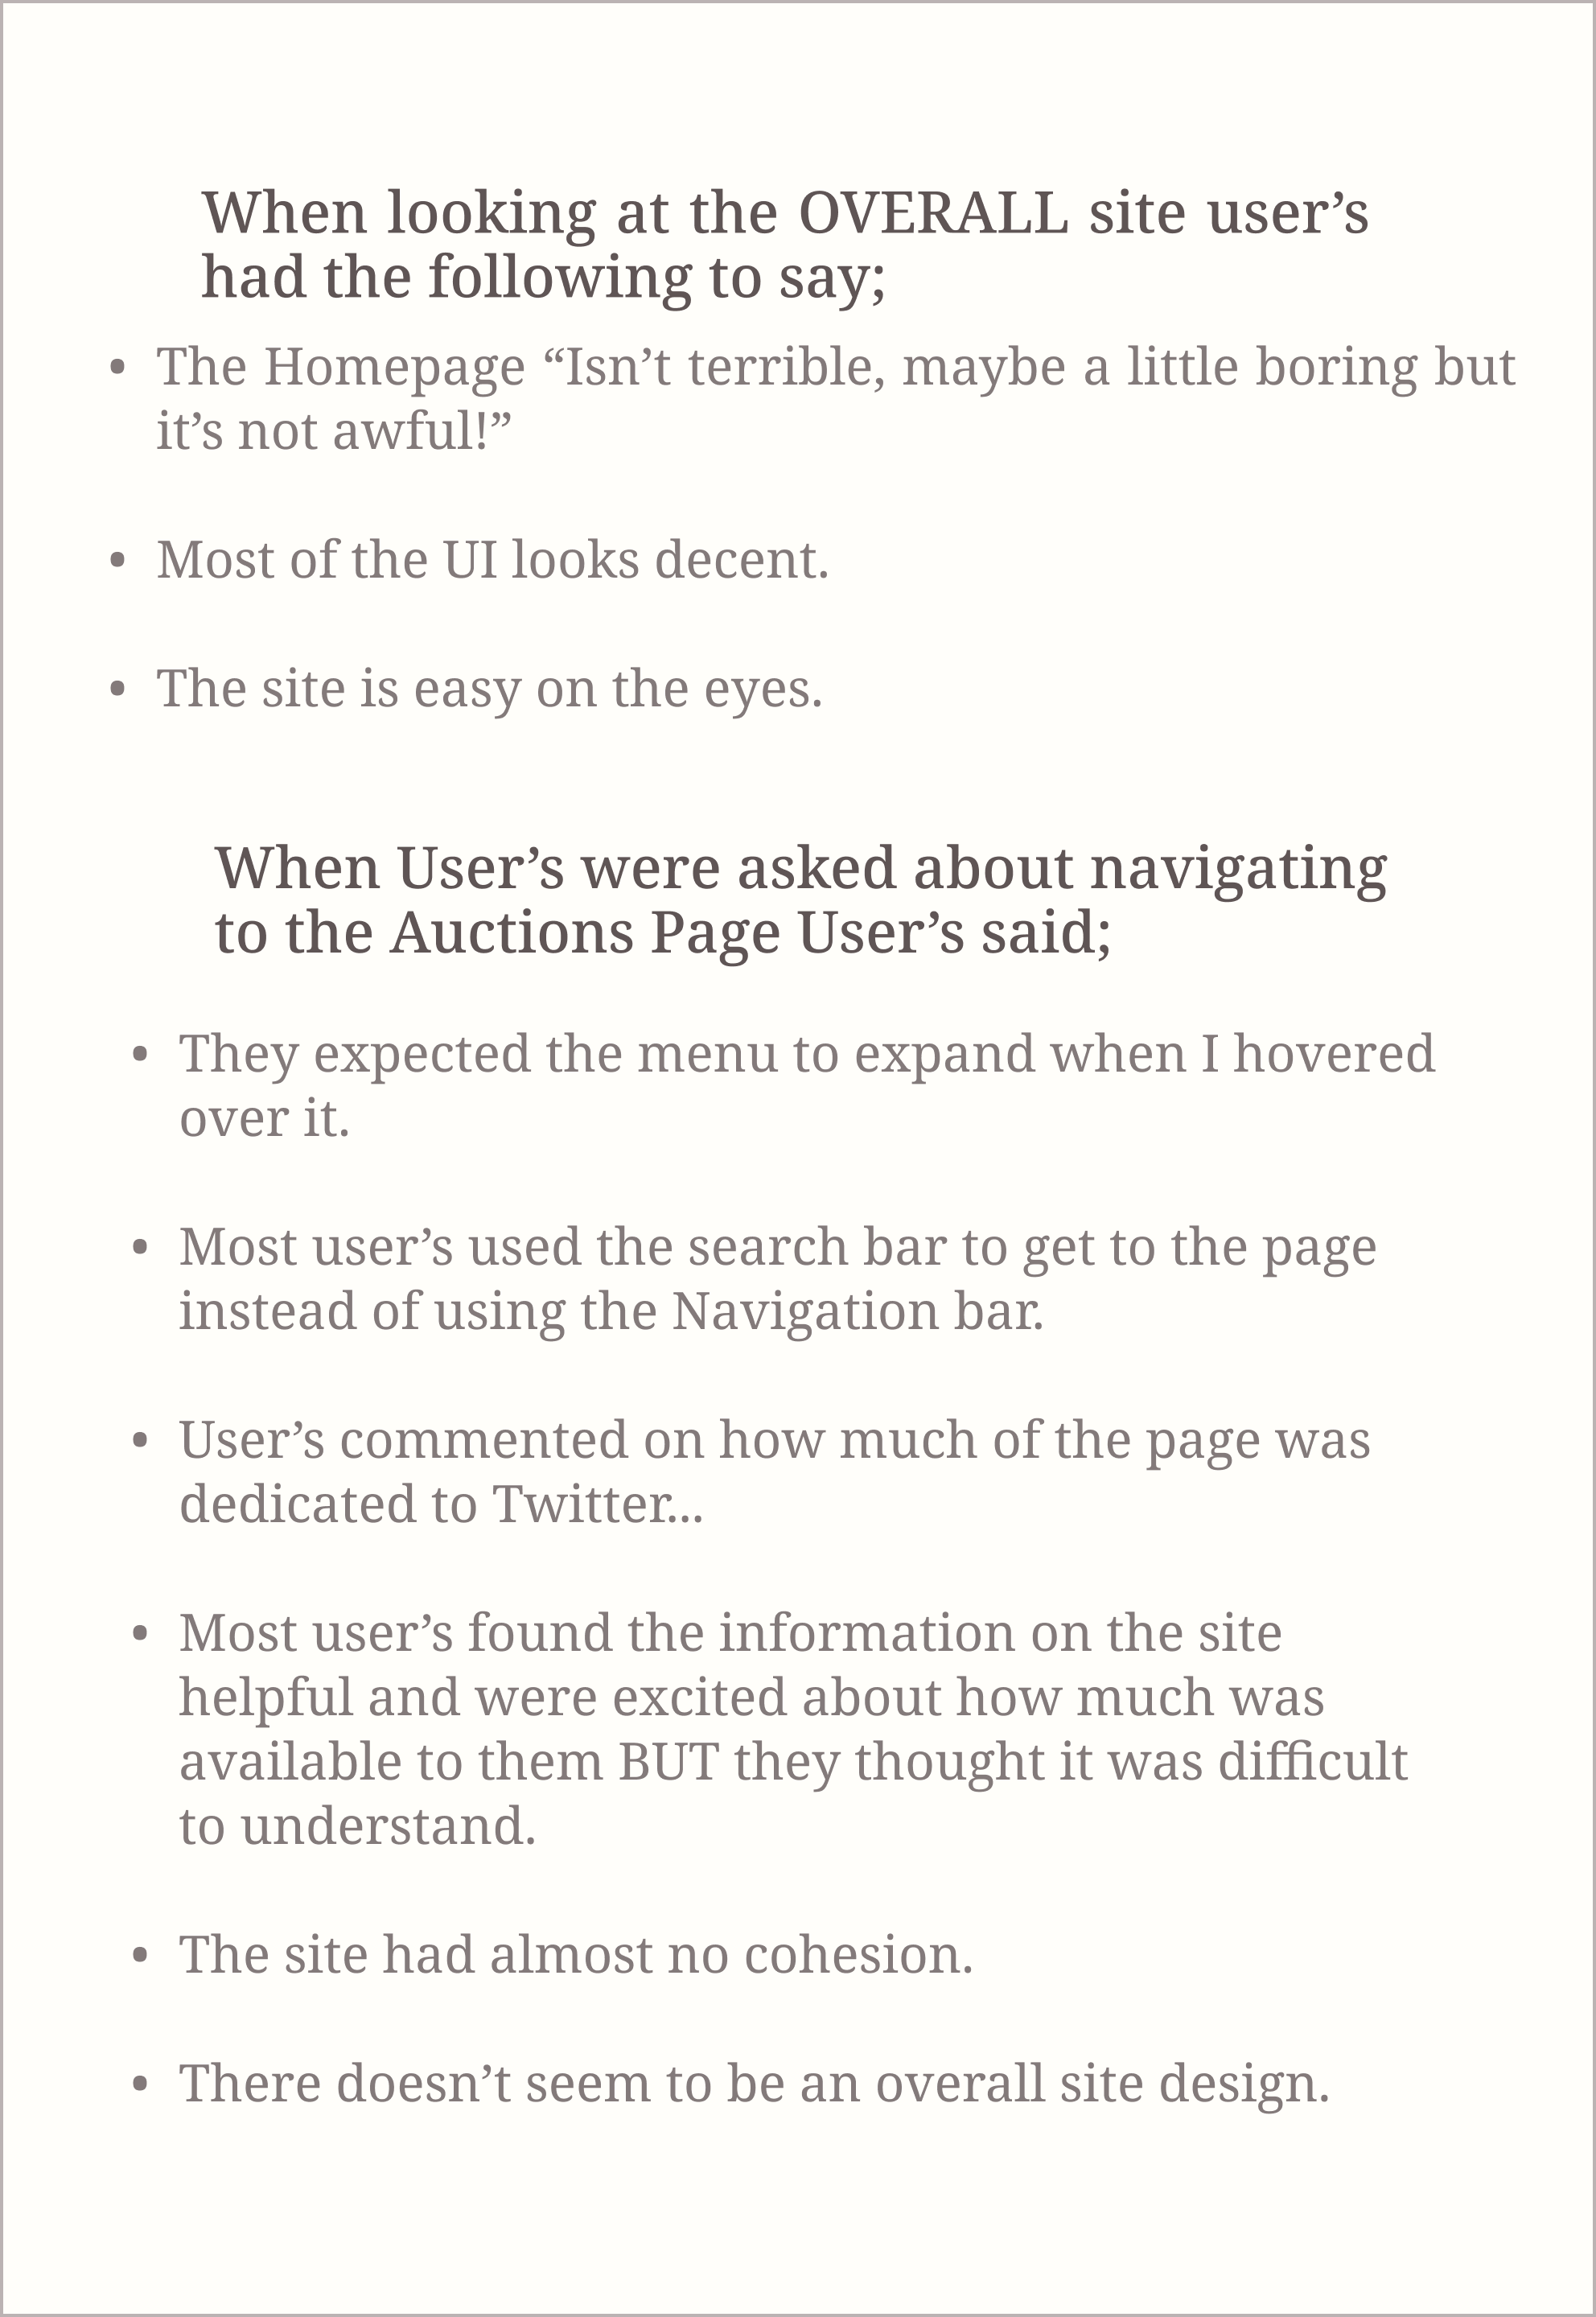 When looking at the OVERALL site user’s
had the following to say;
• The Homepage “Isn’t terrible, maybe a little boring but
it’s not awful!”
• Most of the UI looks decent.
• The site is easy on the eyes.
When User’s were asked about navigating
to the Auctions Page User’s said;
• They expected the menu to expand when I hovered
over it.
• Most user’s used the search bar to get to the page
instead of using the Navigation bar.
• User’s commented on how much of the page was
dedicated to Twitter...
• Most user’s found the information on the site
helpful and were excited about how much was
available to them BUT they thought it was difficult
to understand.
• The site had almost no cohesion.
• There doesn’t seem to be an overall site design.